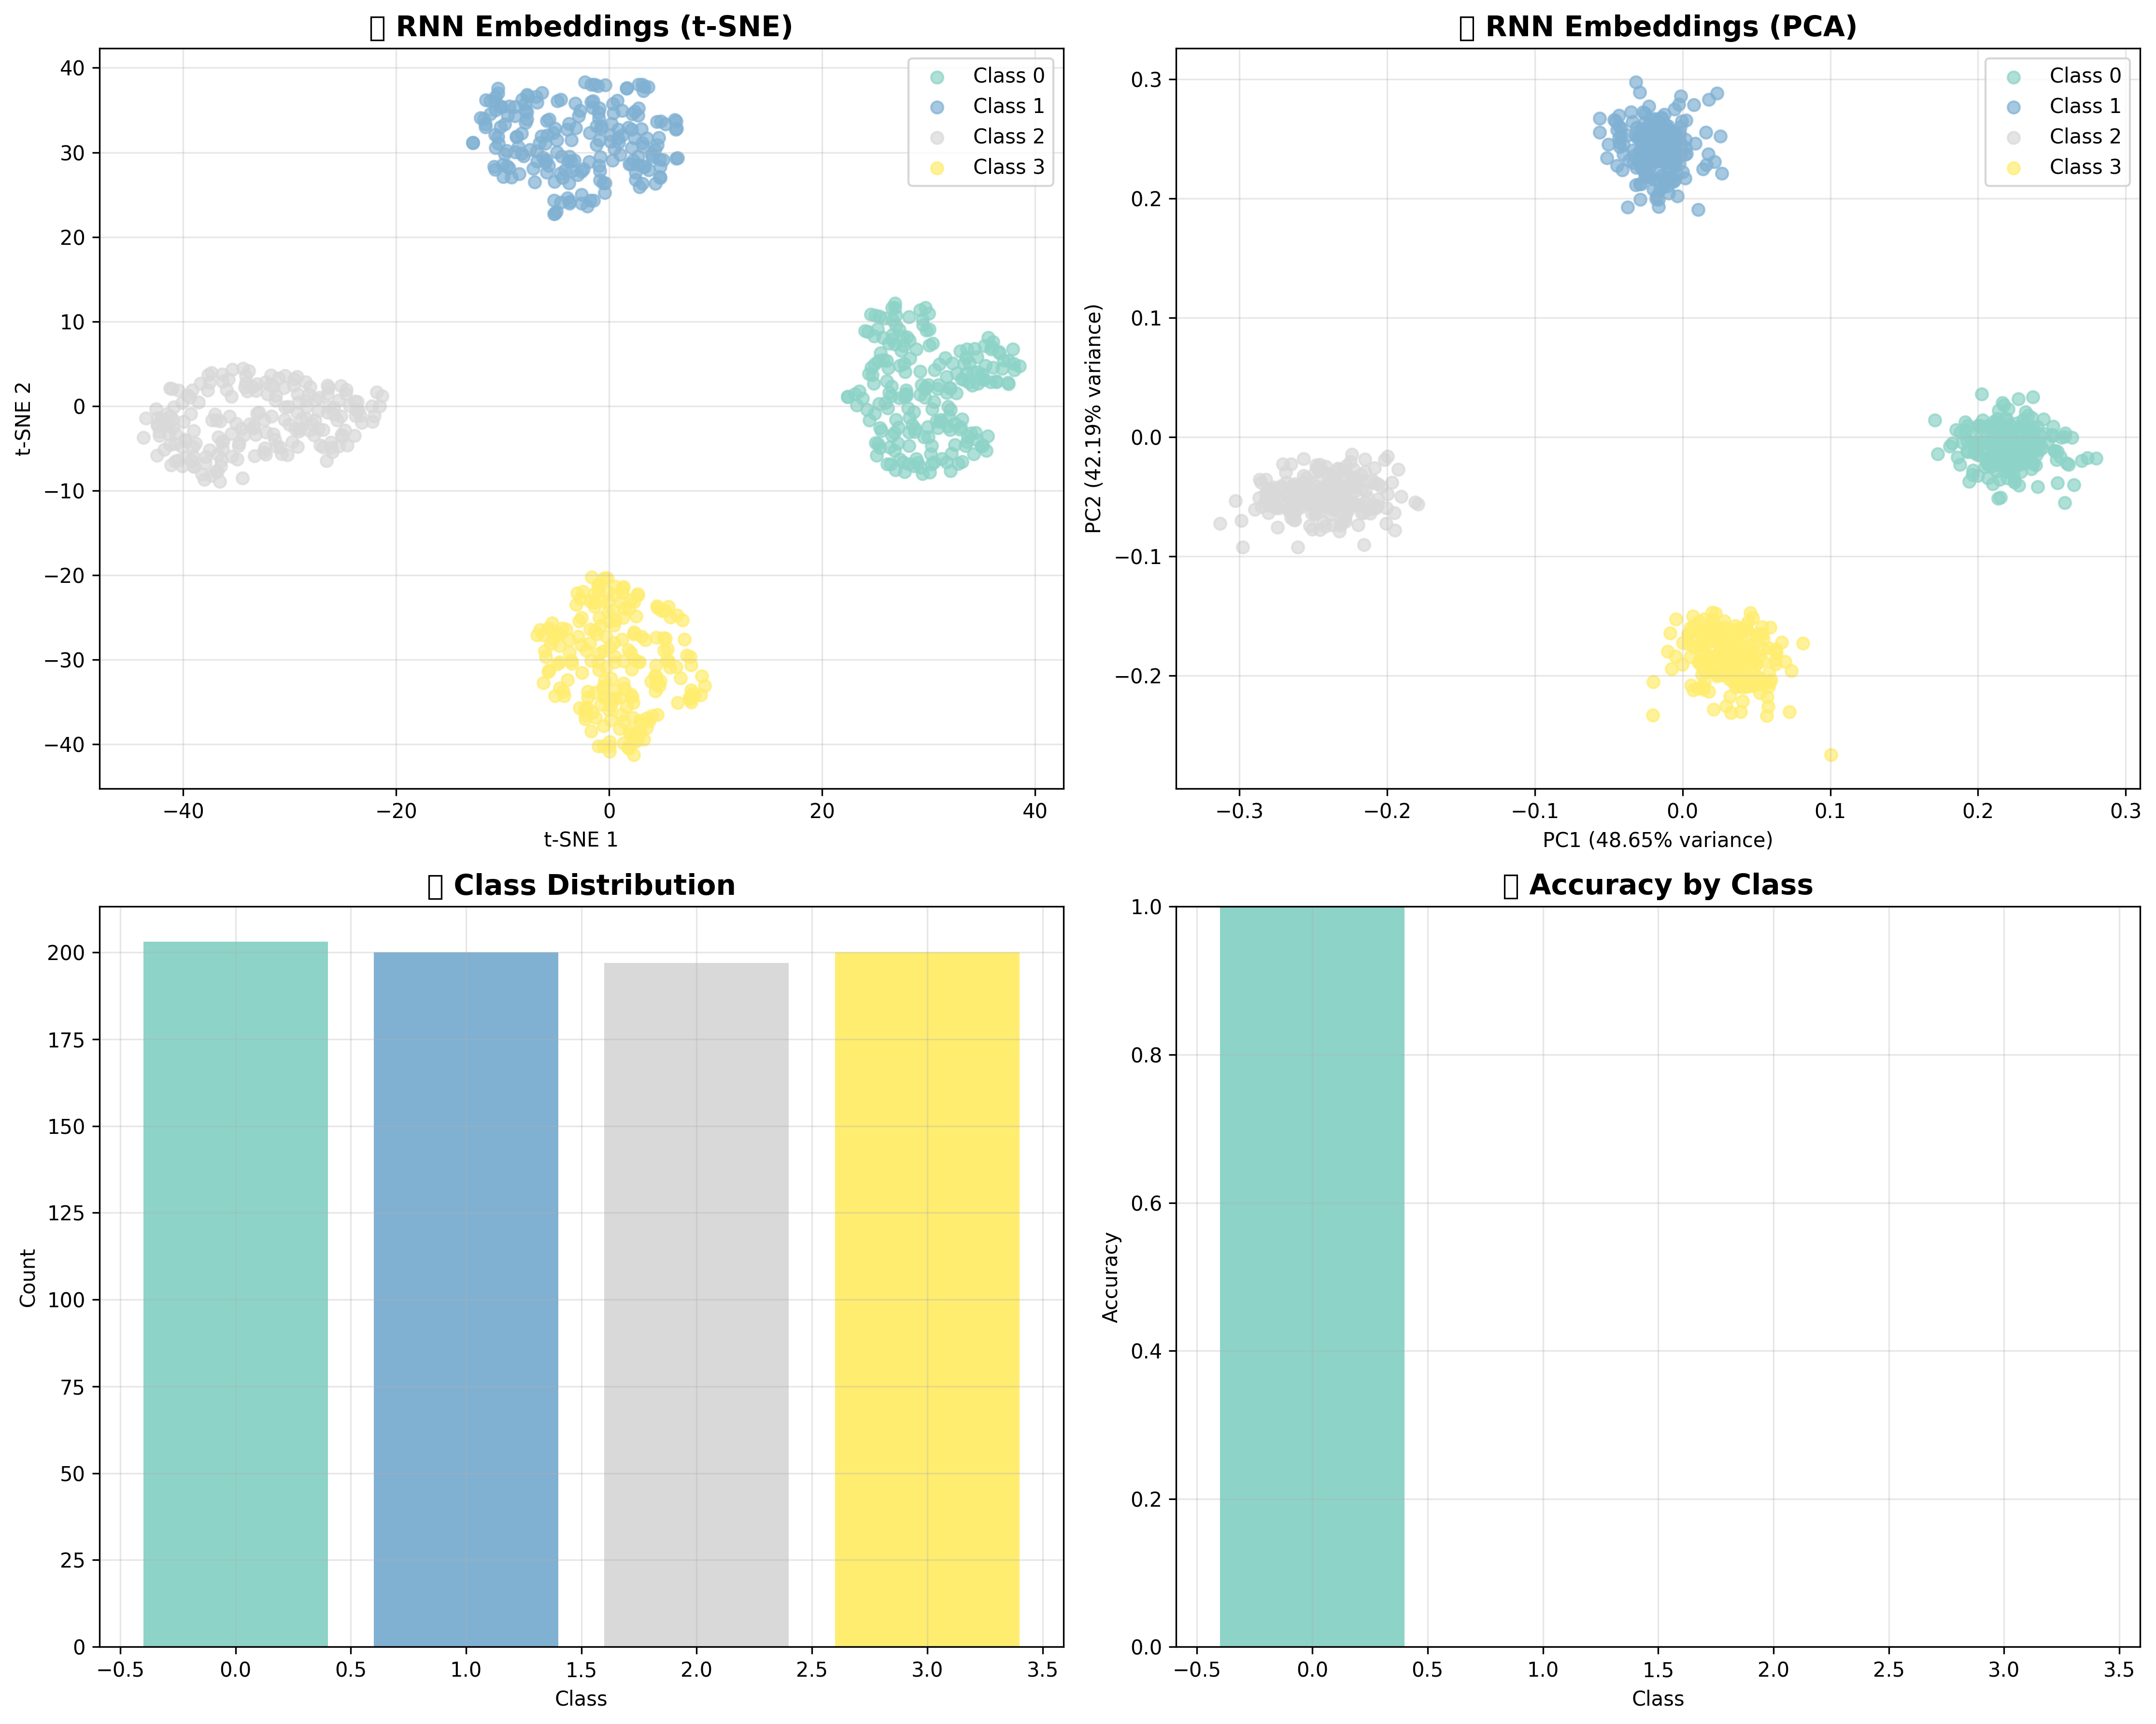 RNN Embeddings (t-SNE)
40
30
20
10
0
−10
−20
−30
−40
t-SNE 2
−40 −20 0 20 40
t-SNE 1
Class 0
Class 1
Class 2
Class 3
RNN Embeddings (PCA)
0.3
0.2
0.1
0.0
−0.1
−0.2
PC2 (42.19% variance)
−0.3 −0.2 −0.1 0.0 0.1 0.2 0.3
PC1 (48.65% variance)
Class 0
Class 1
Class 2
Class 3
Class Distribution
200
175
150
125
100
75
50
25
0
Count
−0.5 0.0 0.5 1.0 1.5 2.0 2.5 3.0 3.5
Class
Accuracy by Class
1.0
0.8
0.6
0.4
0.2
0.0
Accuracy
−0.5 0.0 0.5 1.0 1.5 2.0 2.5 3.0 3.5
Class